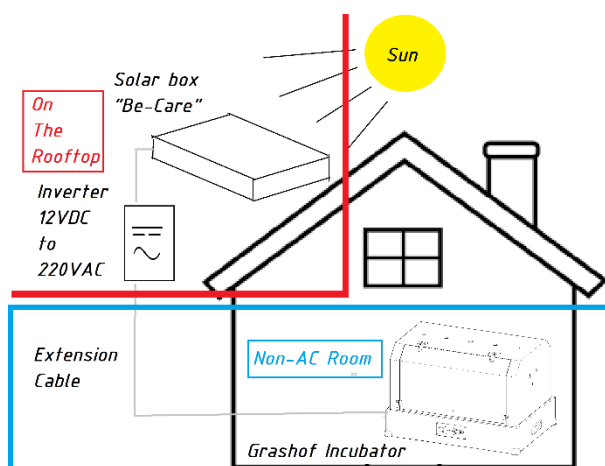 Sun
Solar box
"Be-Care"
On
The
Rooftop
Inverter
12VDC
to
220VAC
Extension
Cable
Non-AC Room
Grashof Incubator